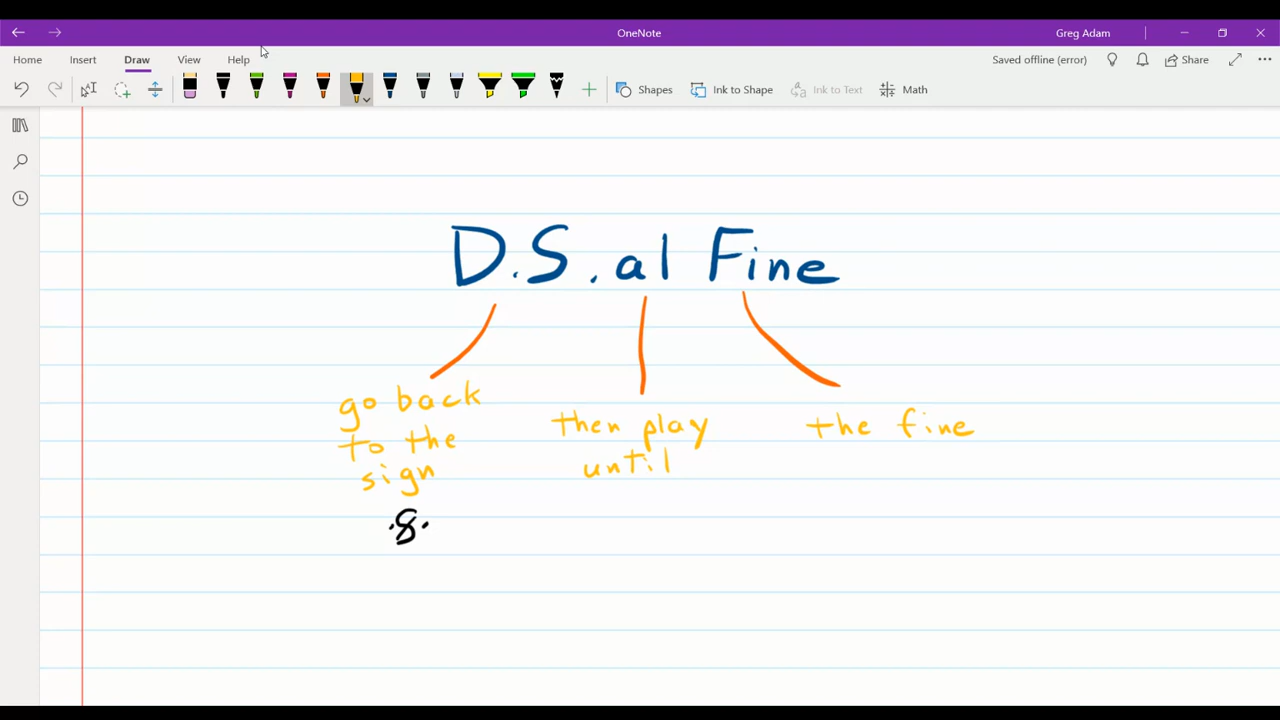 OneNote
Greg Adam
Home Insert Draw View Help
Saved offline (error)
Share
Shapes
Ink to Shape
Ink to Text
Math
D.S. al Fine
go back
to the
sign
then play
until
the fine